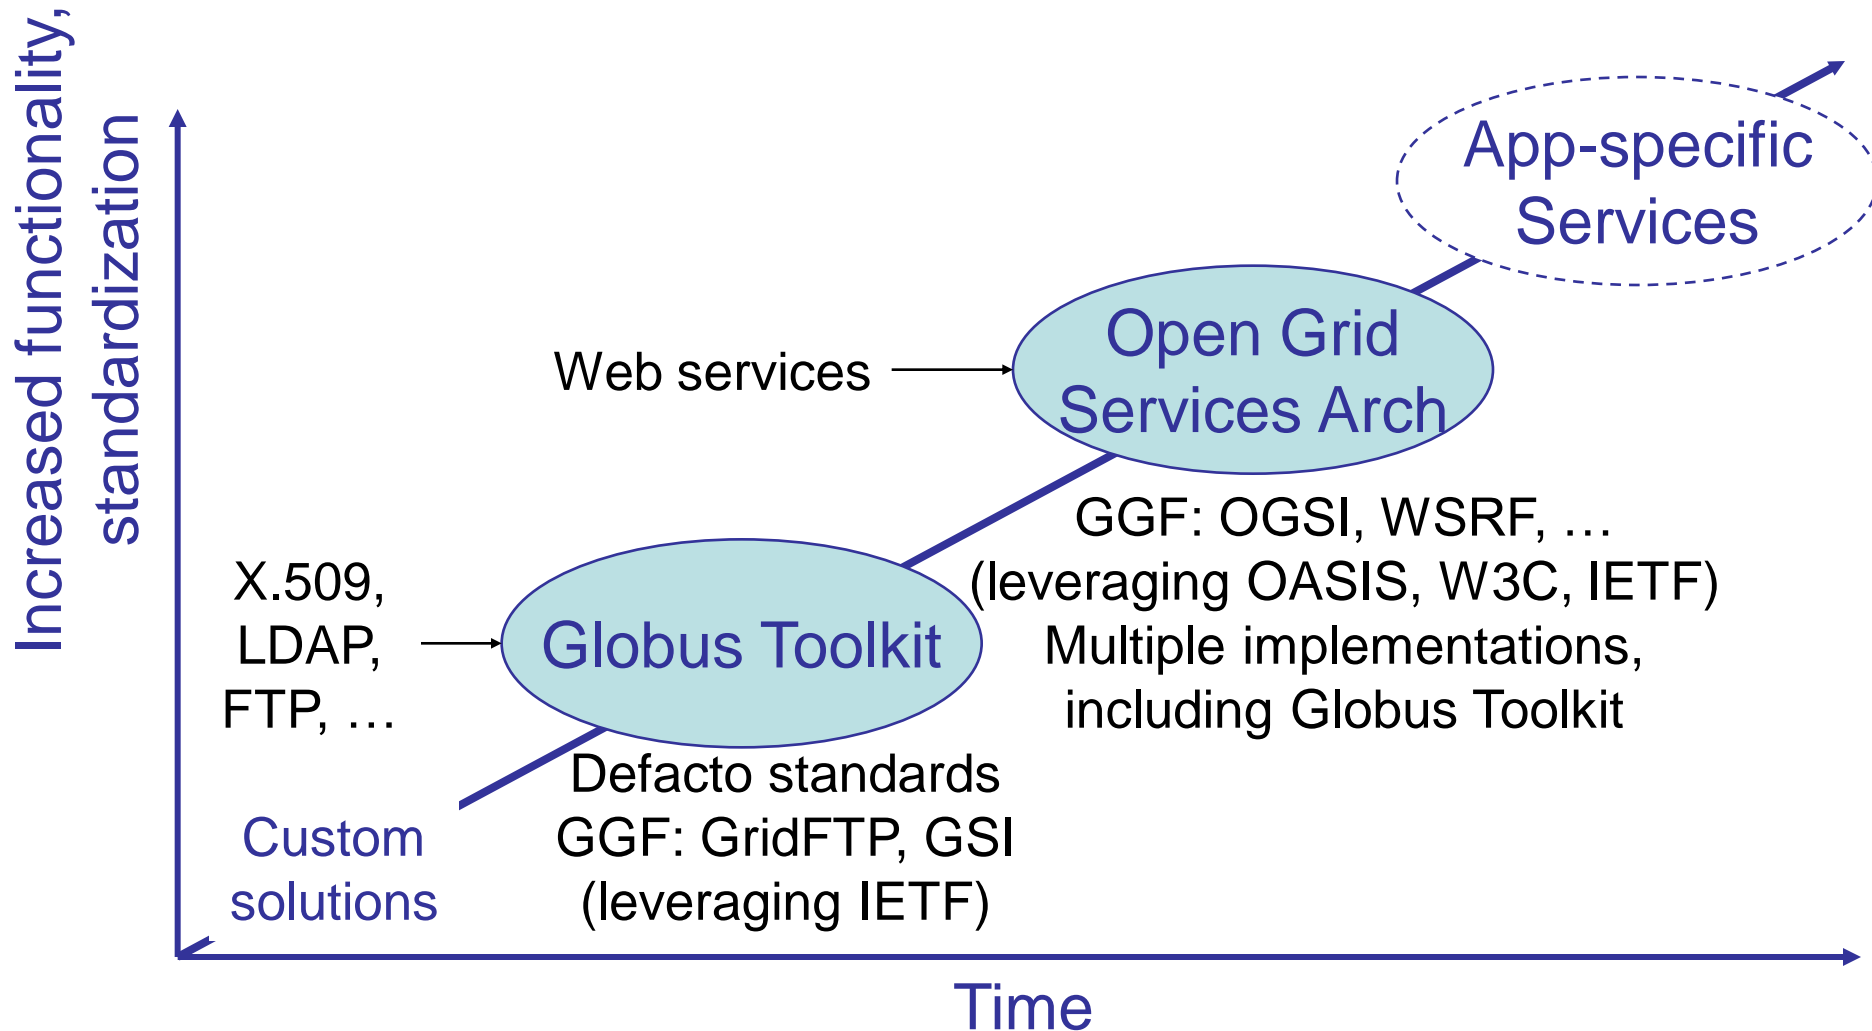 Increased functionality,
standardization
App-specific
Services
Open Grid
Services Arch
Web services
GGF: OGSI, WSRF, …
(leveraging OASIS, W3C, IETF)
Multiple implementations,
including Globus Toolkit
X.509,
LDAP,
FTP, …
Globus Toolkit
Defacto standards
GGF: GridFTP, GSI
(leveraging IETF)
Custom
solutions
Time